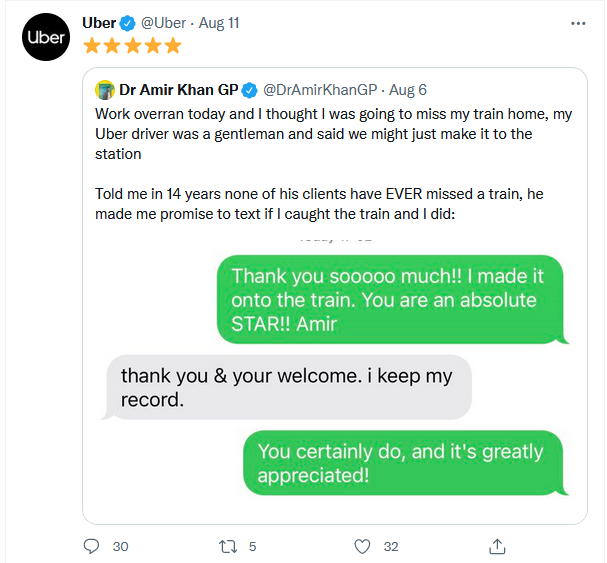 Uber
Uber @Uber · Aug 11
Dr Amir Khan GP @DrAmirKhanGP · Aug 6
Work overran today and I thought I was going to miss my train home, my
Uber driver was a gentleman and said we might just make it to the
station
Told me in 14 years none of his clients have EVER missed a train, he
made me promise to text if I caught the train and I did:
Thank you sooooo much!! I made it
onto the train. You are an absolute
STAR!! Amir
thank you & your welcome. i keep my
record.
You certainly do, and it's greatly
appreciated!
30 5 32